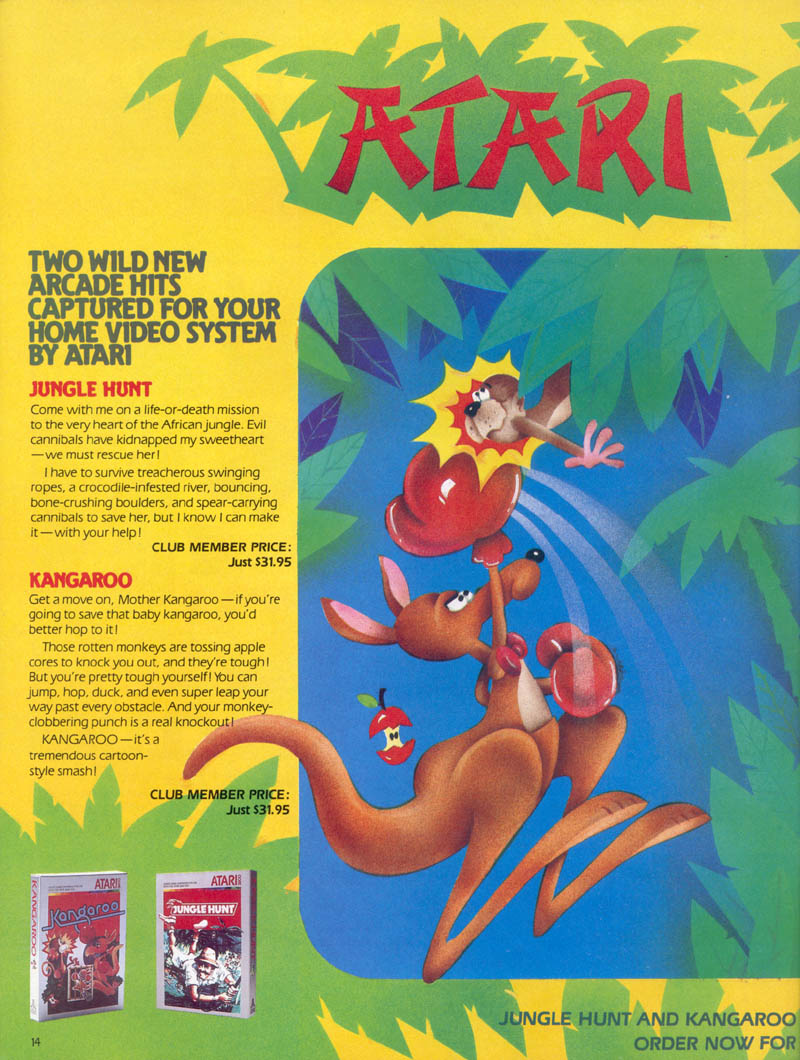 ATARI
TWO WILD NEW
ARCADE HITS
CAPTURED FOR YOUR
HOME VIDEO SYSTEM
BY ATARI
JUNGLE HUNT
Come with me on a life-or-death mission
to the very heart of the African jungle. Evil
cannibals have kidnapped my sweetheart
—we must rescue her!
I have to survive treacherous swinging
ropes, a crocodile-infested river, bouncing,
bone-crushing boulders, and spear-carrying
cannibals to save her, but I know I can make
it—with your help!
CLUB MEMBER PRICE:
Just $31.95
KANGAROO
Get a move on, Mother Kangaroo—if you're
going to save that baby kangaroo, you'd
better hop to it!
Those rotten monkeys are tossing apple
cores to knock you out, and they're tough!
But you're pretty tough yourself! You can
jump, hop, duck, and even super leap your
way past every obstacle. And your monkey-
clobbering punch is a real knockout!
KANGAROO—it's a
tremendous cartoon-
style smash!
CLUB MEMBER PRICE:
Just $31.95
KANGAROO
ATARI
Kangaroo
ATARI
JUNGLE HUNT
JUNGLE HUNT AND KANGAROO
ORDER NOW FOR
14